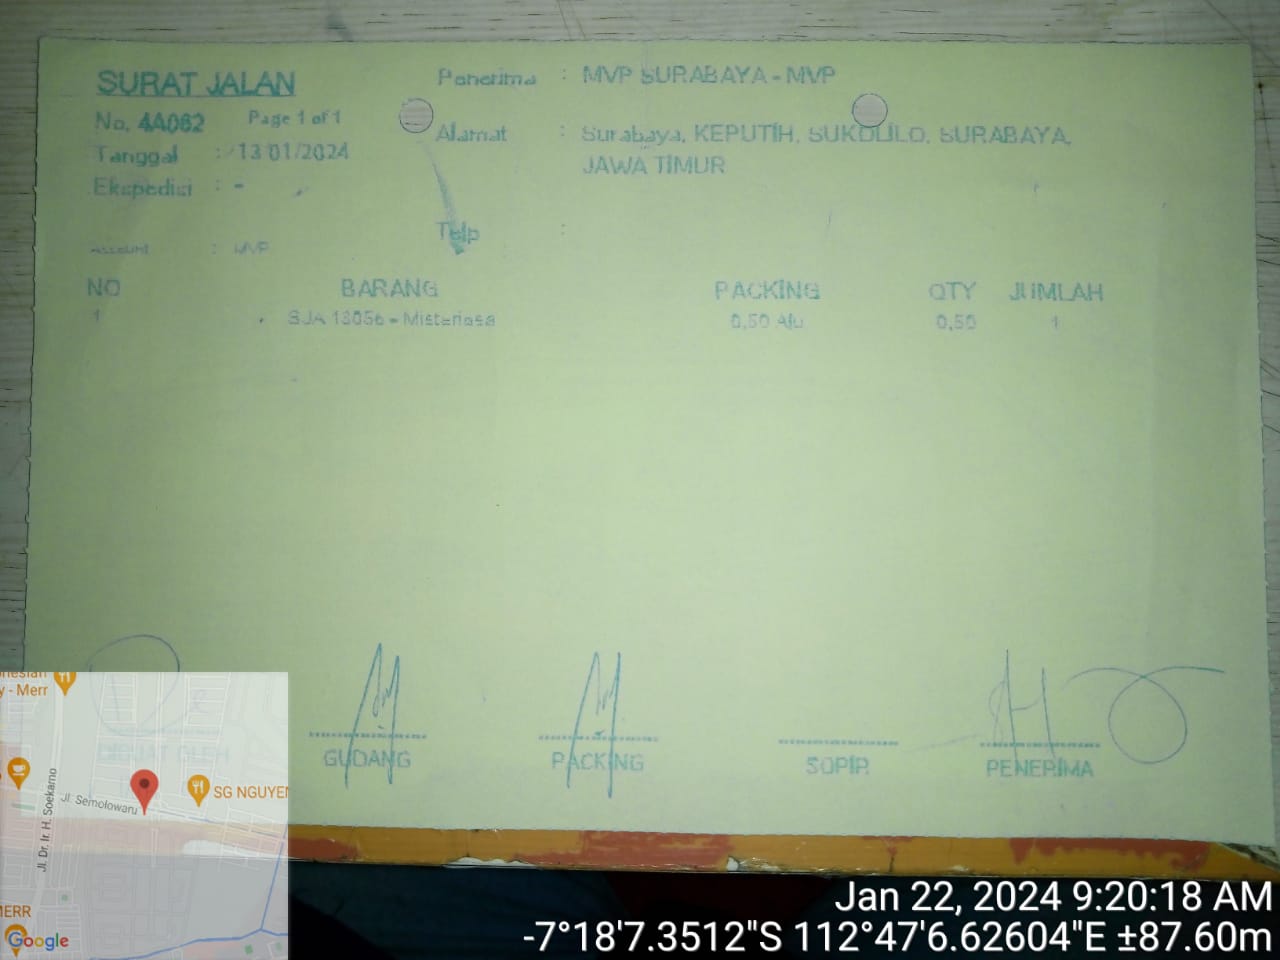 SURAT JALAN
No. 4A062 Page 1 of 1
Tanggal : 13/01/2024
Ekspedisi : -
Account : MVP
Penerima : MVP SURABAYA - MVP
Alamat : Surabaya, KEPUTIH, SUKOLILO, SURABAYA,
JAWA TIMUR
Telp :
NO BARANG PACKING QTY JUMLAH
1 SJA 13056 - Misteriosa 0,50 Alu 0,50 1
DIBUAT OLEH GUDANG PACKING SOPIR PENERIMA
y - Merr
SG NGUYEN
Jl. Semolowaru
Jl. Dr. Ir. H. Soekarno
MERR
Google
Jan 22, 2024 9:20:18 AM
-7°18'7.3512"S 112°47'6.62604"E ±87.60m